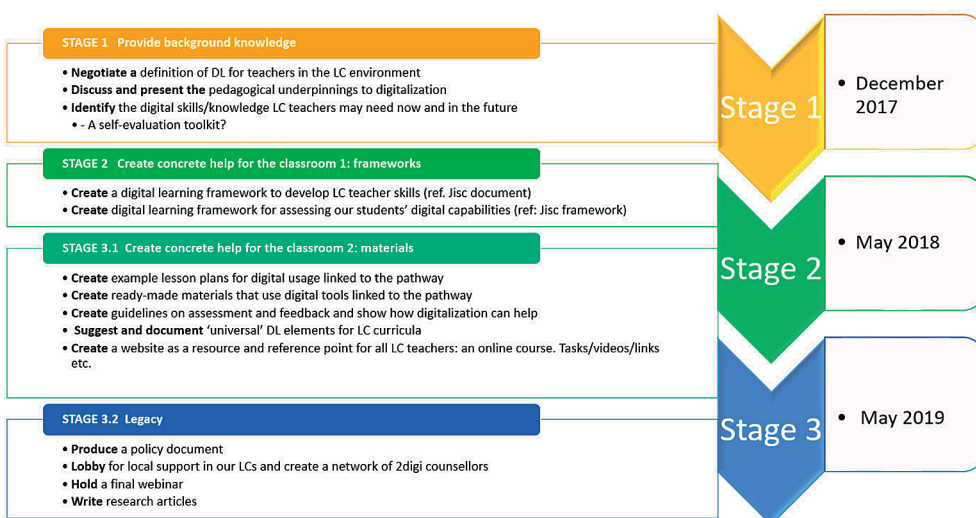 STAGE 1 Provide background knowledge
• Negotiate a definition of DL for teachers in the LC environment
• Discuss and present the pedagogical underpinnings to digitalization
• Identify the digital skills/knowledge LC teachers may need now and in the future
• - A self-evaluation toolkit?
STAGE 2 Create concrete help for the classroom 1: frameworks
• Create a digital learning framework to develop LC teacher skills (ref. Jisc document)
• Create digital learning framework for assessing our students’ digital capabilities (ref: Jisc framework)
STAGE 3.1 Create concrete help for the classroom 2: materials
• Create example lesson plans for digital usage linked to the pathway
• Create ready-made materials that use digital tools linked to the pathway
• Create guidelines on assessment and feedback and show how digitalization can help
• Suggest and document ‘universal’ DL elements for LC curricula
• Create a website as a resource and reference point for all LC teachers: an online course. Tasks/videos/links
etc.
STAGE 3.2 Legacy
• Produce a policy document
• Lobby for local support in our LCs and create a network of 2digi counsellors
• Hold a final webinar
• Write research articles
Stage 1
• December
2017
Stage 2
• May 2018
Stage 3
• May 2019